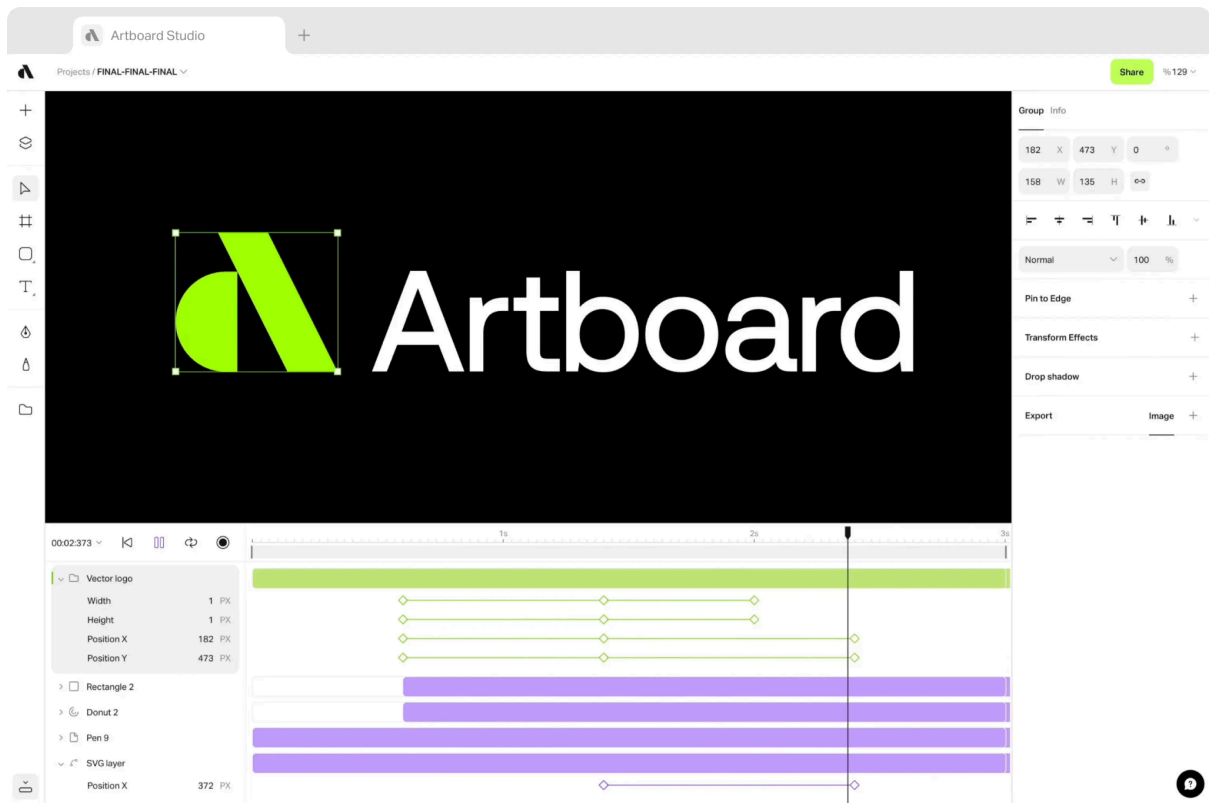 Artboard Studio
Projects / FINAL-FINAL-FINAL
Share %129
Group Info
182 X 473 Y 0 °
158 W 135 H
Normal 100 %
Pin to Edge
Transform Effects
Drop shadow
Export Image
Artboard
00:02:373 1s 2s 3s
Vector logo
Width 1 PX
Height 1 PX
Position X 182 PX
Position Y 473 PX
Rectangle 2
Donut 2
Pen 9
SVG layer
Position X 372 PX